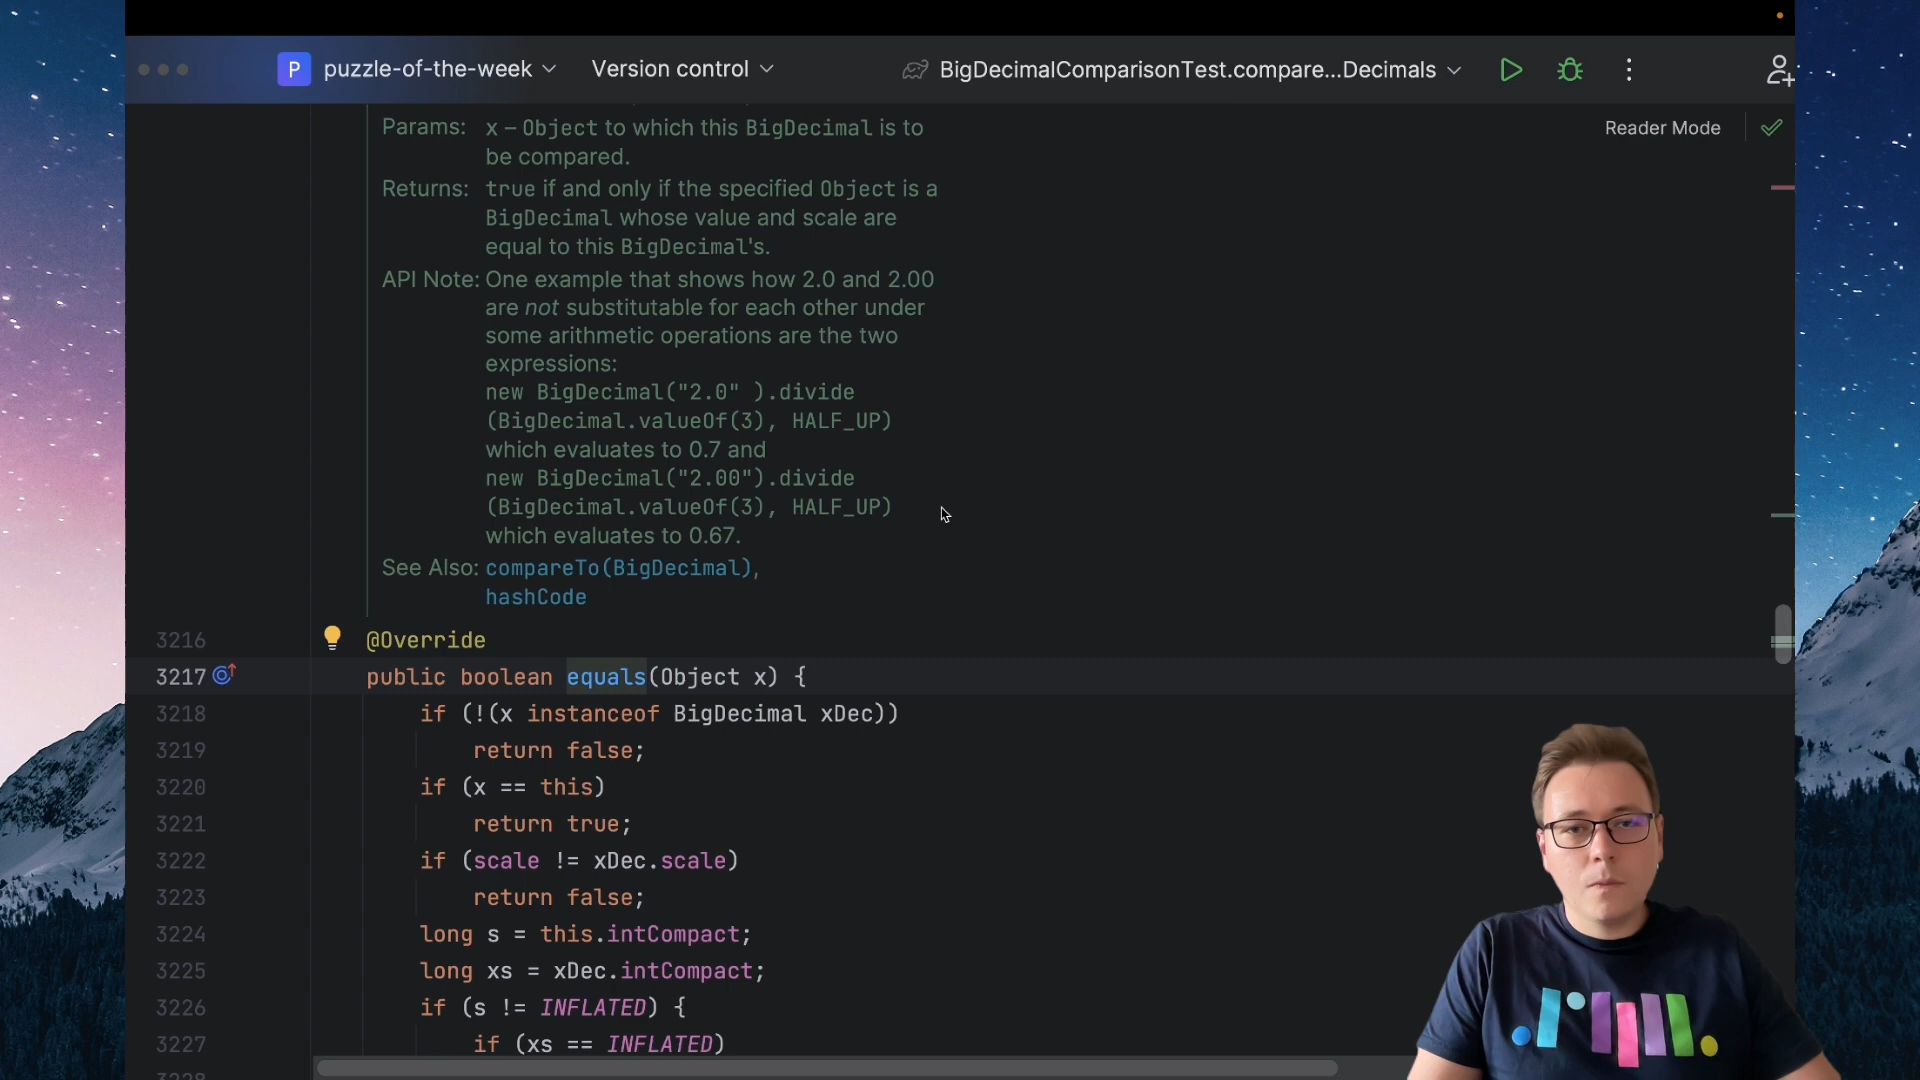 P puzzle-of-the-week Version control BigDecimalComparisonTest.compare...Decimals
Reader Mode
Params: x – Object to which this BigDecimal is to
be compared.
Returns: true if and only if the specified Object is a
BigDecimal whose value and scale are
equal to this BigDecimal's.
API Note: One example that shows how 2.0 and 2.00
are not substitutable for each other under
some arithmetic operations are the two
expressions:
new BigDecimal("2.0" ).divide
(BigDecimal.valueOf(3), HALF_UP)
which evaluates to 0.7 and
new BigDecimal("2.00").divide
(BigDecimal.valueOf(3), HALF_UP)
which evaluates to 0.67.
See Also: compareTo(BigDecimal),
hashCode
3216 @Override
3217 public boolean equals(Object x) {
3218 if (!(x instanceof BigDecimal xDec))
3219 return false;
3220 if (x == this)
3221 return true;
3222 if (scale != xDec.scale)
3223 return false;
3224 long s = this.intCompact;
3225 long xs = xDec.intCompact;
3226 if (s != INFLATED) {
3227 if (xs == INFLATED)